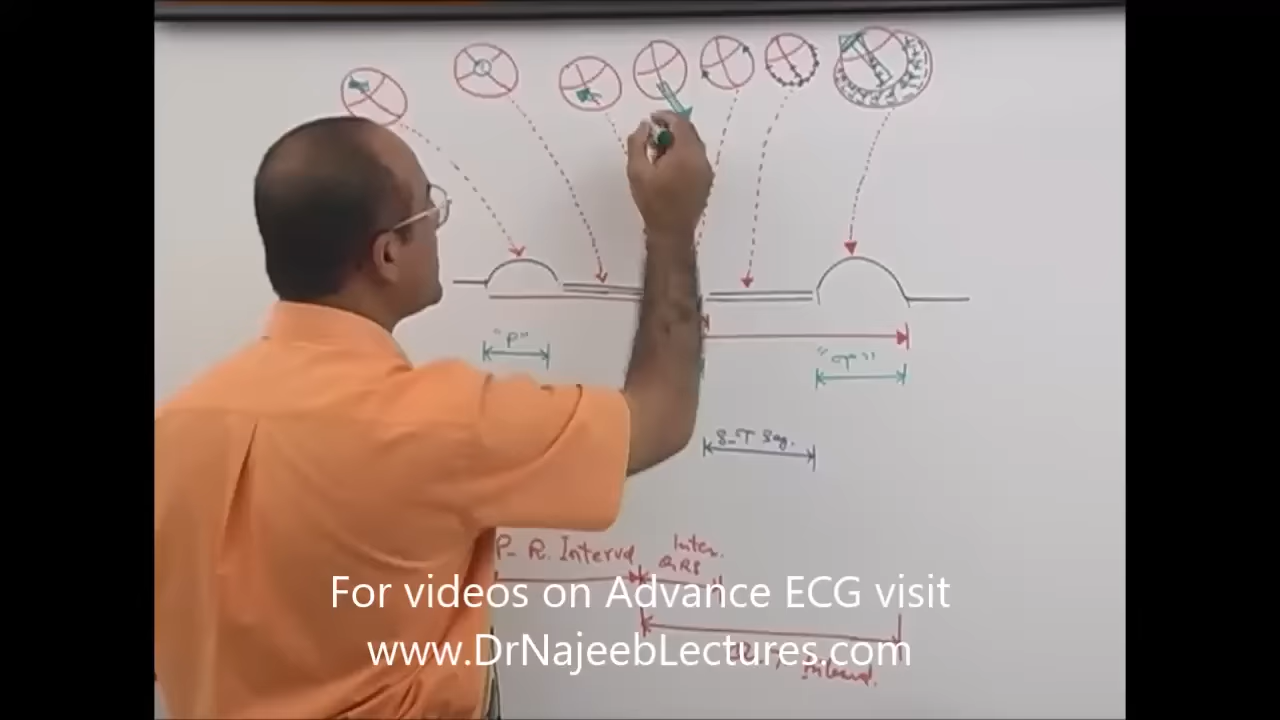 "P"
"T"
S-T Seg.
P-R. Interval
Inter.
QRS
For videos on Advance ECG visit
www.DrNajeebLectures.com